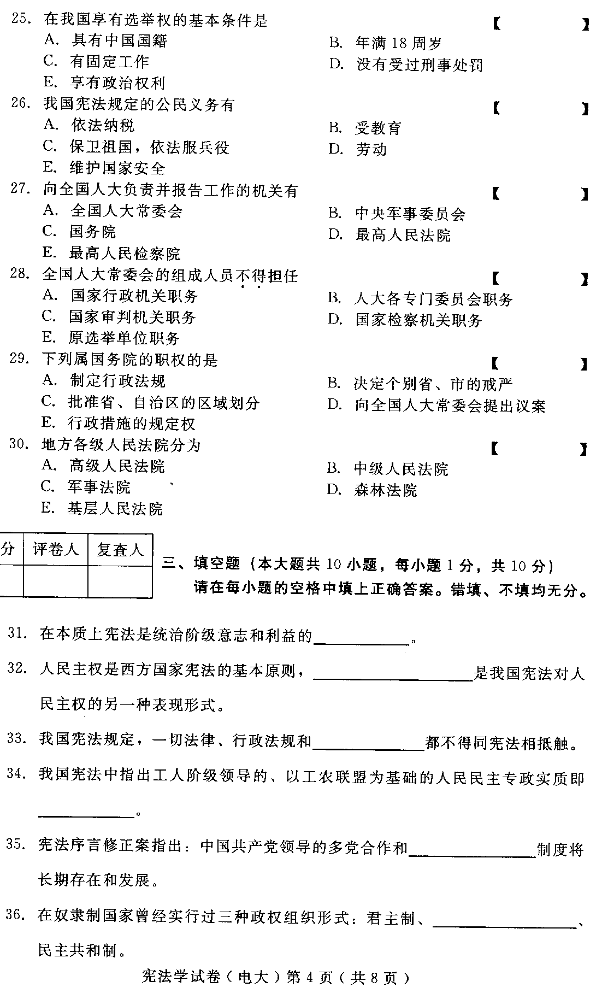 25. 在我国享有选举权的基本条件是 【 】
A. 具有中国国籍 B. 年满 18 周岁
C. 有固定工作 D. 没有受过刑事处罚
E. 享有政治权利
26. 我国宪法规定的公民义务有 【 】
A. 依法纳税 B. 受教育
C. 保卫祖国，依法服兵役 D. 劳动
E. 维护国家安全
27. 向全国人大负责并报告工作的机关有 【 】
A. 全国人大常委会 B. 中央军事委员会
C. 国务院 D. 最高人民法院
E. 最高人民检察院
28. 全国人大常委会的组成人员不得担任 【 】
A. 国家行政机关职务 B. 人大各专门委员会职务
C. 国家审判机关职务 D. 国家检察机关职务
E. 原选举单位职务
29. 下列属国务院的职权的是 【 】
A. 制定行政法规 B. 决定个别省、市的戒严
C. 批准省、自治区的区域划分 D. 向全国人大常委会提出议案
E. 行政措施的规定权
30. 地方各级人民法院分为 【 】
A. 高级人民法院 B. 中级人民法院
C. 军事法院 D. 森林法院
E. 基层人民法院
分 评卷人 复查人
三、填空题（本大题共 10 小题，每小题 1 分，共 10 分）
请在每小题的空格中填上正确答案。错填、不填均无分。
31. 在本质上宪法是统治阶级意志和利益的____________。
32. 人民主权是西方国家宪法的基本原则，____________________是我国宪法对人
民主权的另一种表现形式。
33. 我国宪法规定，一切法律、行政法规和______________都不得同宪法相抵触。
34. 我国宪法中指出工人阶级领导的、以工农联盟为基础的人民民主专政实质即
____________。
35. 宪法序言修正案指出：中国共产党领导的多党合作和________________制度将
长期存在和发展。
36. 在奴隶制国家曾经实行过三种政权组织形式：君主制、__________________、
民主共和制。
宪法学试卷（电大）第 4 页（共 8 页）